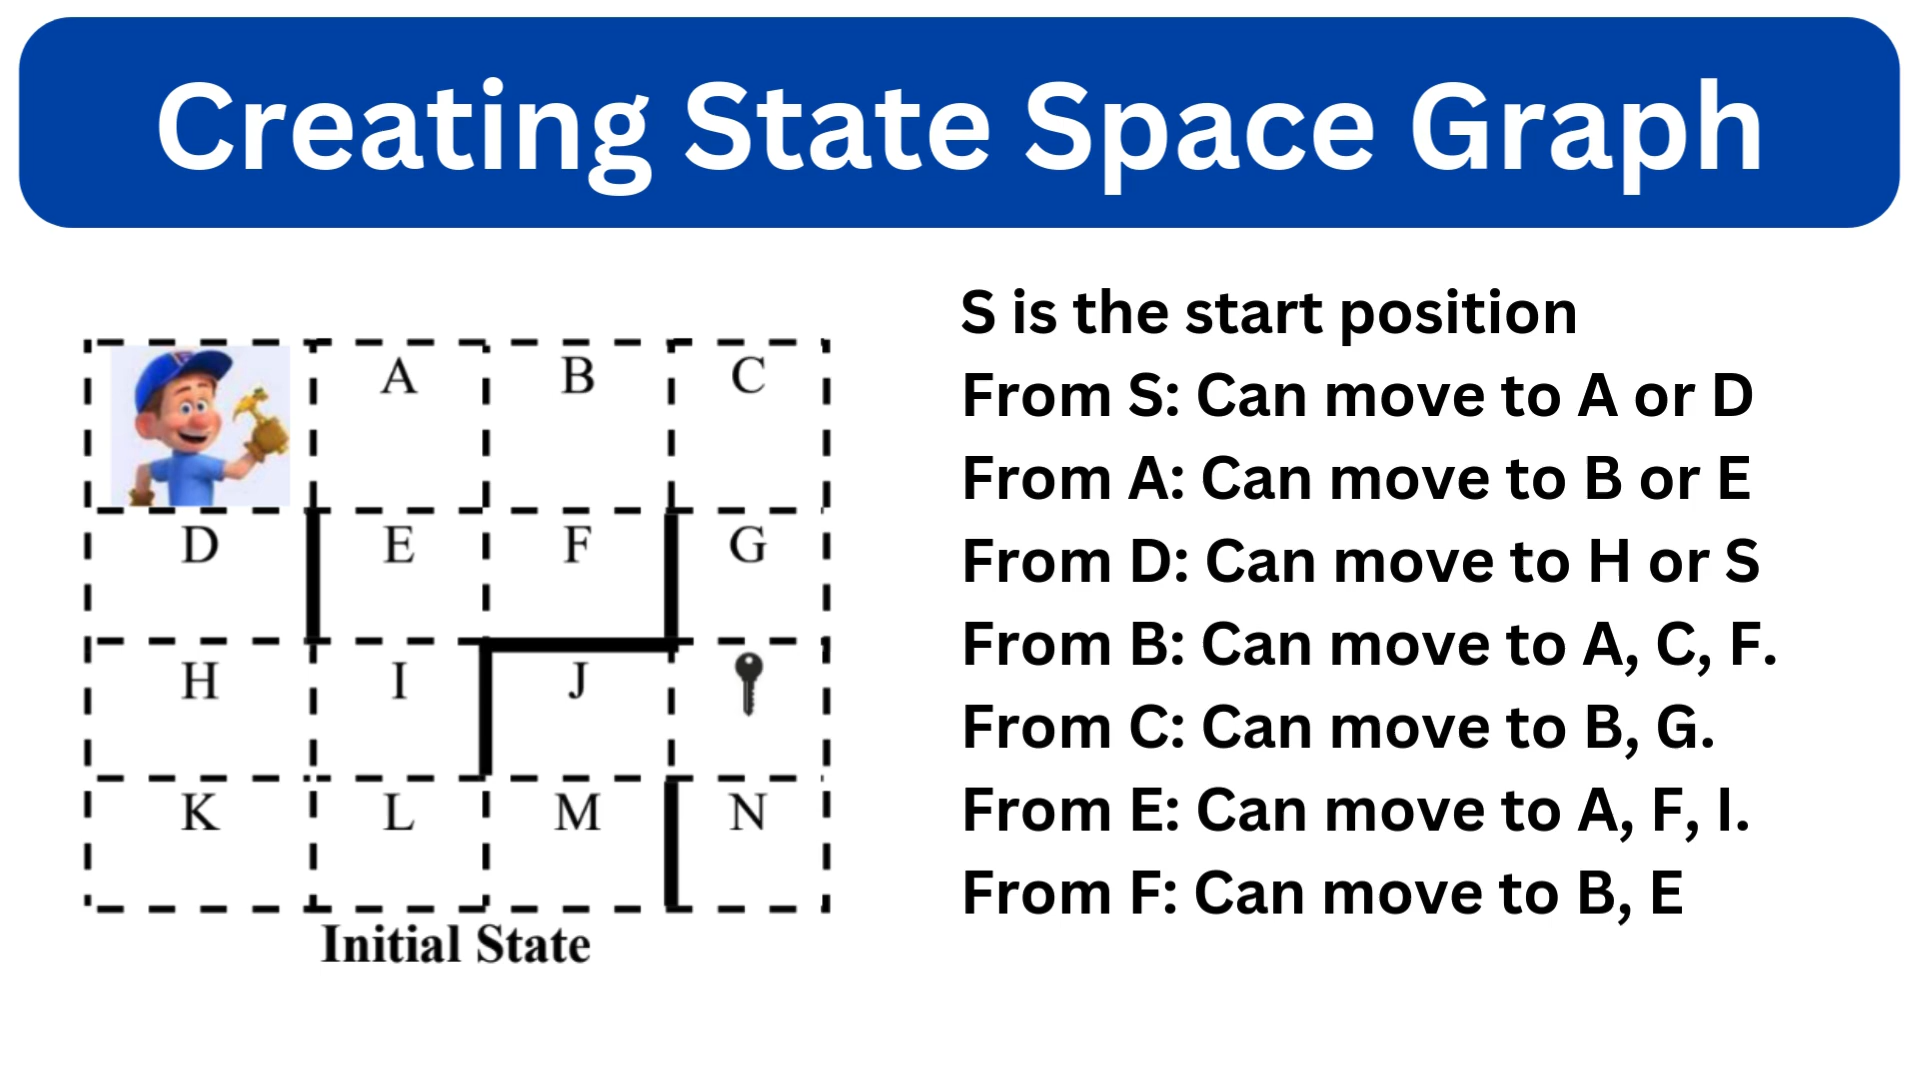 Creating State Space Graph
A B C
D E F G
H I J
K L M N
Initial State
S is the start position
From S: Can move to A or D
From A: Can move to B or E
From D: Can move to H or S
From B: Can move to A, C, F.
From C: Can move to B, G.
From E: Can move to A, F, I.
From F: Can move to B, E